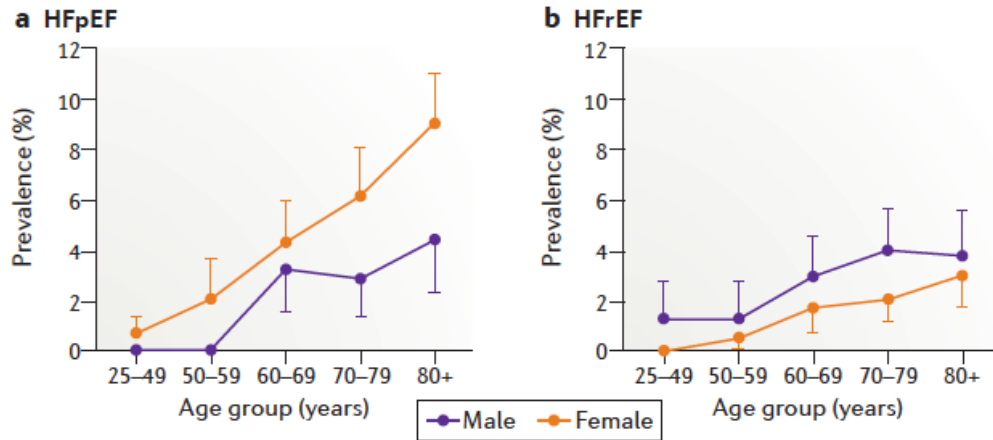 a HFpEF
b HFrEF
Prevalence (%)
12
10
8
6
4
2
0
25–49 50–59 60–69 70–79 80+
Age group (years)
Prevalence (%)
12
10
8
6
4
2
0
25–49 50–59 60–69 70–79 80+
Age group (years)
Male Female